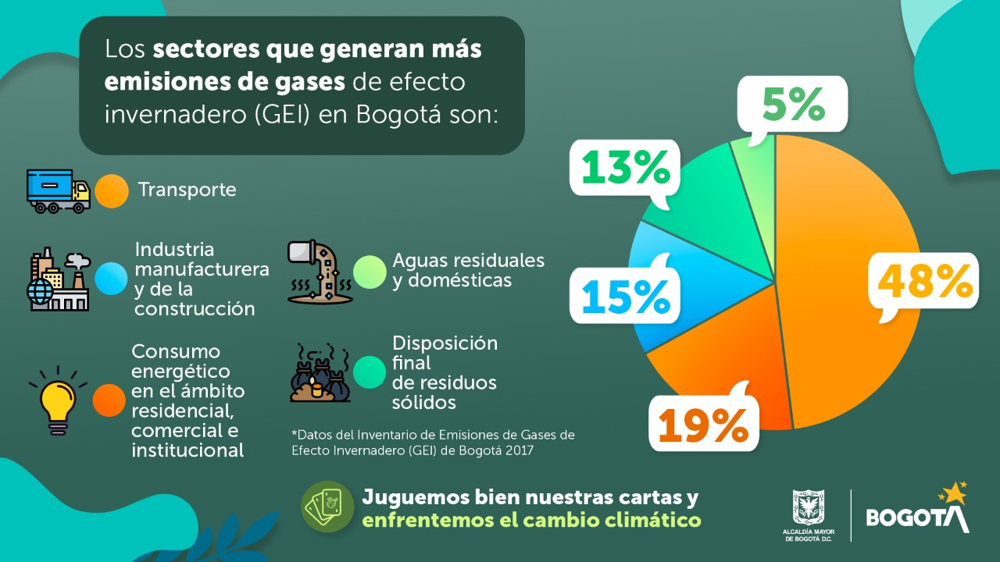 Los sectores que generan más
emisiones de gases de efecto
invernadero (GEI) en Bogotá son:
Transporte
Industria
manufacturera
y de la
construcción
Consumo
energético
en el ámbito
residencial,
comercial e
institucional
Aguas residuales
y domésticas
Disposición
final
de residuos
sólidos
*Datos del Inventario de Emisiones de Gases de
Efecto Invernadero (GEI) de Bogotá 2017
5%
13%
15%
48%
19%
Juguemos bien nuestras cartas y
enfrentemos el cambio climático
ALCALDÍA MAYOR
DE BOGOTÁ D.C.
BOGOTÁ